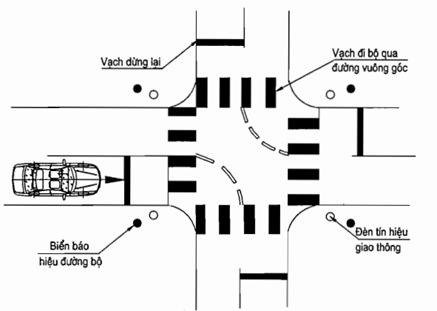 Vạch dừng lại
Vạch đi bộ qua
đường vuông góc
Biển báo
hiệu đường bộ
Đèn tín hiệu
giao thông